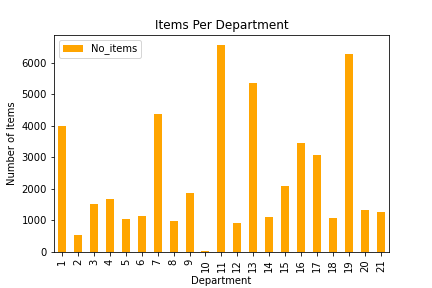 Items Per Department
No_items
Number of Items
6000
5000
4000
3000
2000
1000
0
1 2 3 4 5 6 7 8 9 10 11 12 13 14 15 16 17 18 19 20 21
Department